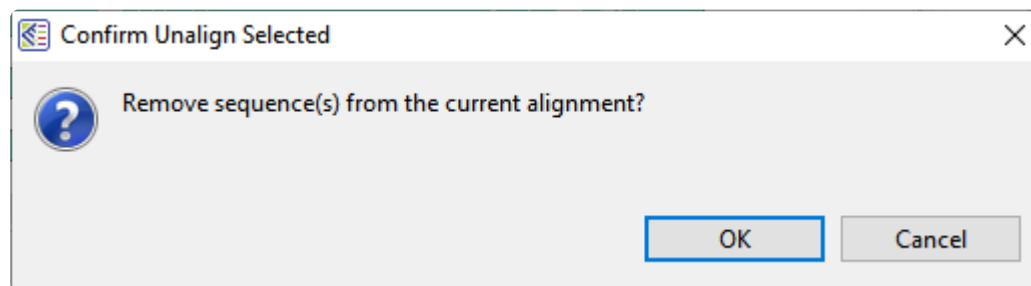 Confirm Unalign Selected
Remove sequence(s) from the current alignment?
OK
Cancel